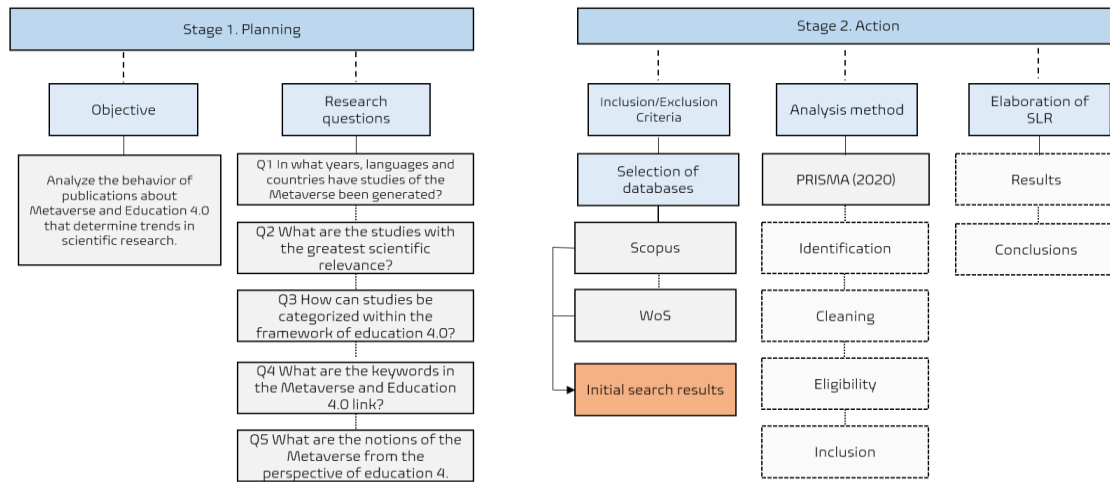 Stage 1. Planning
Objective
Analyze the behavior of
publications about
Metaverse and Education 4.0
that determine trends in
scientific research.
Research
questions
Q1 In what years, languages and
countries have studies of the
Metaverse been generated?
Q2 What are the studies with
the greatest scientific
relevance?
Q3 How can studies be
categorized within the
framework of education 4.0?
Q4 What are the keywords in
the Metaverse and Education
4.0 link?
Q5 What are the notions of the
Metaverse from the
perspective of education 4.
Stage 2. Action
Inclusion/Exclusion
Criteria
Selection of
databases
Scopus
WoS
Initial search results
Analysis method
PRISMA (2020)
Identification
Cleaning
Eligibility
Inclusion
Elaboration of
SLR
Results
Conclusions